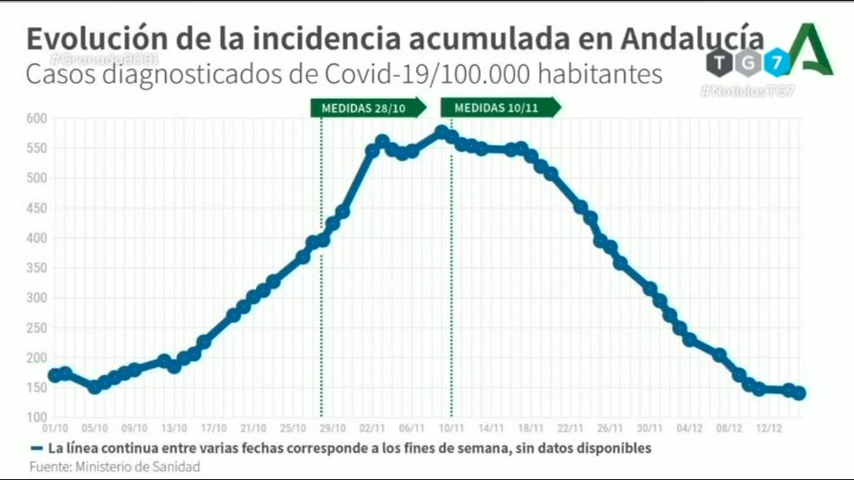 Evolución de la incidencia acumulada en Andalucía
#Granada2031
Casos diagnosticados de Covid-19/100.000 habitantes
TG7
#NoticiasTG7
MEDIDAS 28/10
MEDIDAS 10/11
600
550
500
450
400
350
300
250
200
150
100
01/10 05/10 09/10 13/10 17/10 21/10 25/10 29/10 02/11 06/11 10/11 14/11 18/11 22/11 26/11 30/11 04/12 08/12 12/12
La línea continua entre varias fechas corresponde a los fines de semana, sin datos disponibles
Fuente: Ministerio de Sanidad